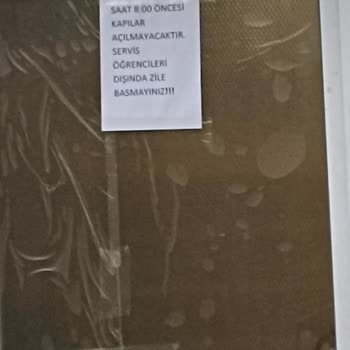 SAAT 8:00 ÖNCESİ
KAPILAR
AÇILMAYACAKTIR.
SERVİS
ÖĞRENCİLERİ
DIŞINDA ZİLE
BASMAYINIZ!!!